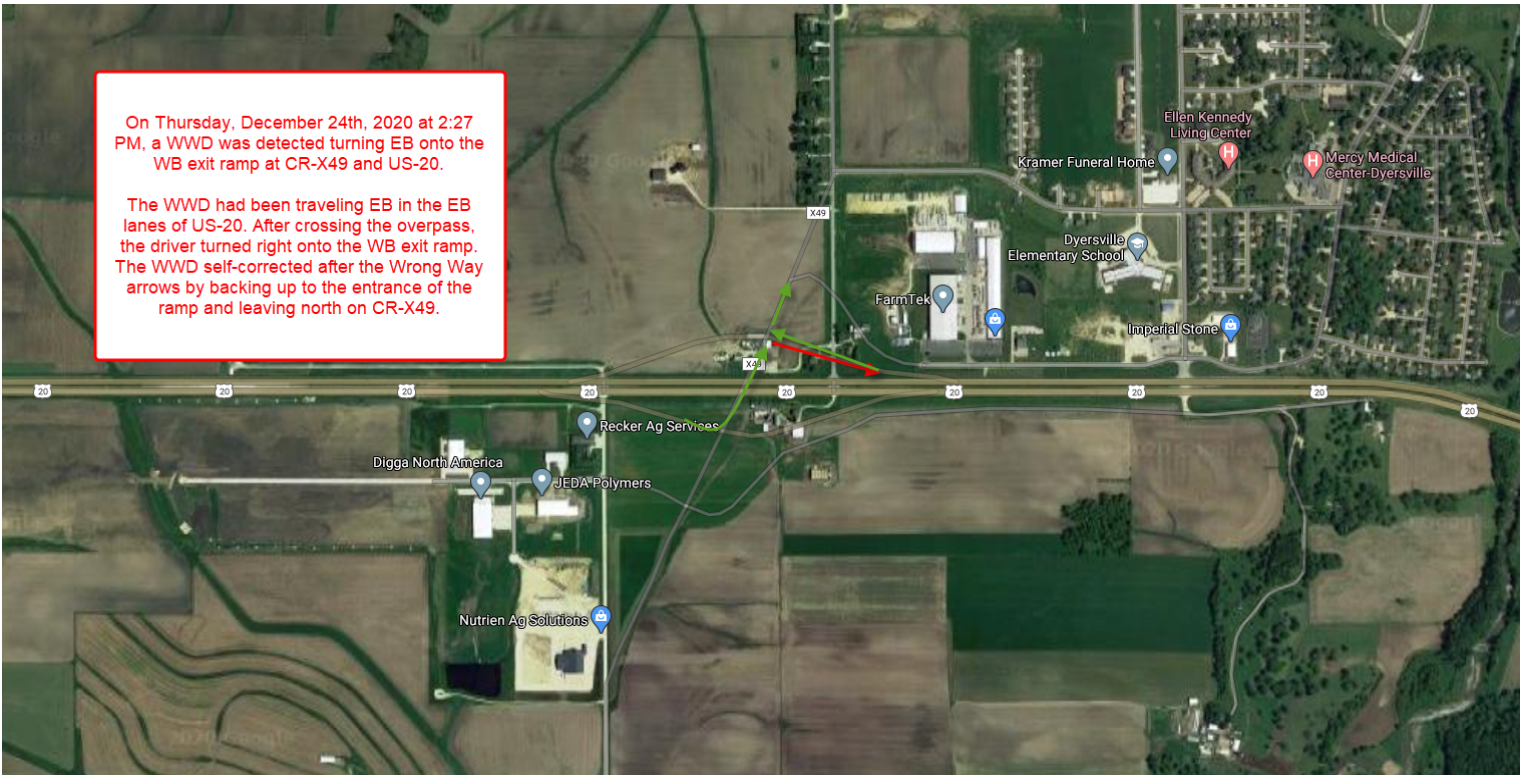 On Thursday, December 24th, 2020 at 2:27
PM, a WWD was detected turning EB onto the
WB exit ramp at CR-X49 and US-20.
The WWD had been traveling EB in the EB
lanes of US-20. After crossing the overpass,
the driver turned right onto the WB exit ramp.
The WWD self-corrected after the Wrong Way
arrows by backing up to the entrance of the
ramp and leaving north on CR-X49.
Ellen Kennedy
Living Center
Kramer Funeral Home
H
H
Mercy Medical
Center-Dyersville
X49
Dyersville
Elementary School
FarmTek
Imperial Stone
X49
20
20
20
20
20
20
20
20
20
Recker Ag Services
Digga North America
JEDA Polymers
Nutrien Ag Solutions
2020 Google